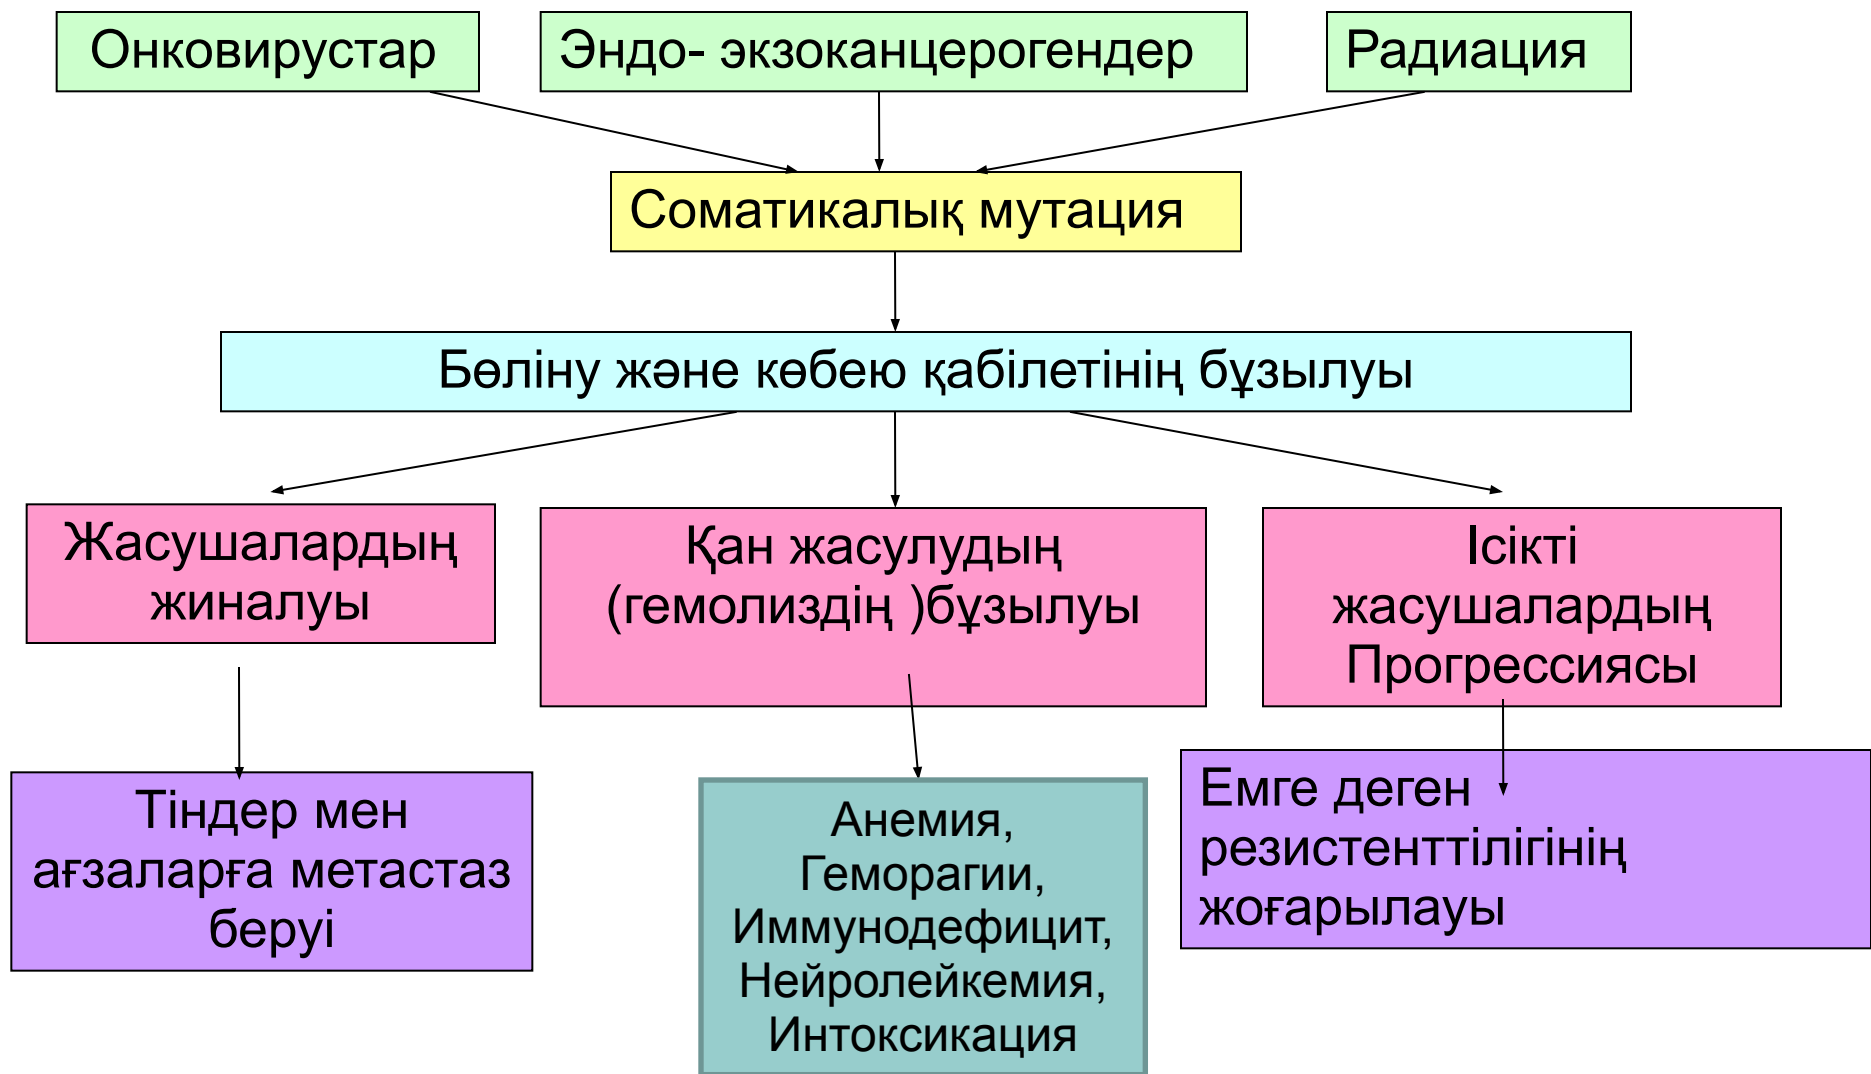 Онковирустар
Эндо- экзоканцерогендер
Радиация
Соматикалық мутация
Бөліну және көбею қабілетінің бұзылуы
Жасушалардың
жиналуы
Қан жасулудың
(гемолиздің )бұзылуы
Ісікті
жасушалардың
Прогрессиясы
Тіндер мен
ағзаларға метастаз
беруі
Анемия,
Геморагии,
Иммунодефицит,
Нейролейкемия,
Интоксикация
Емге деген
резистенттілігінің
жоғарылауы